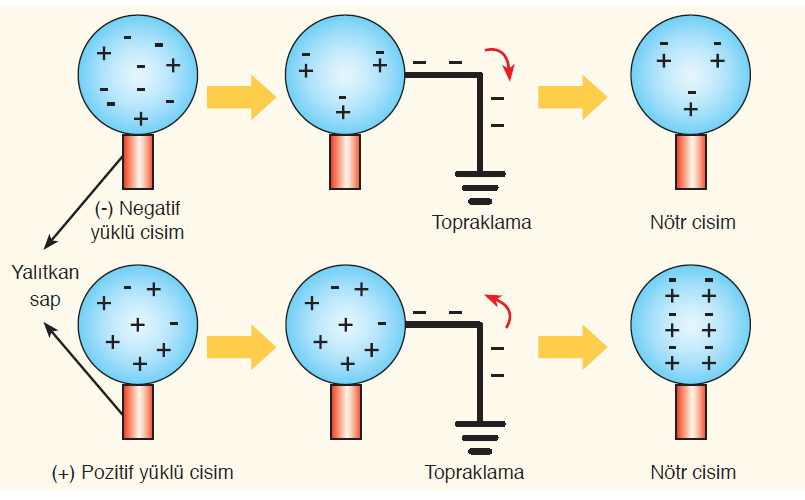 (-) Negatif
yüklü cisim
Topraklama
Nötr cisim
Yalıtkan
sap
(+) Pozitif yüklü cisim
Topraklama
Nötr cisim